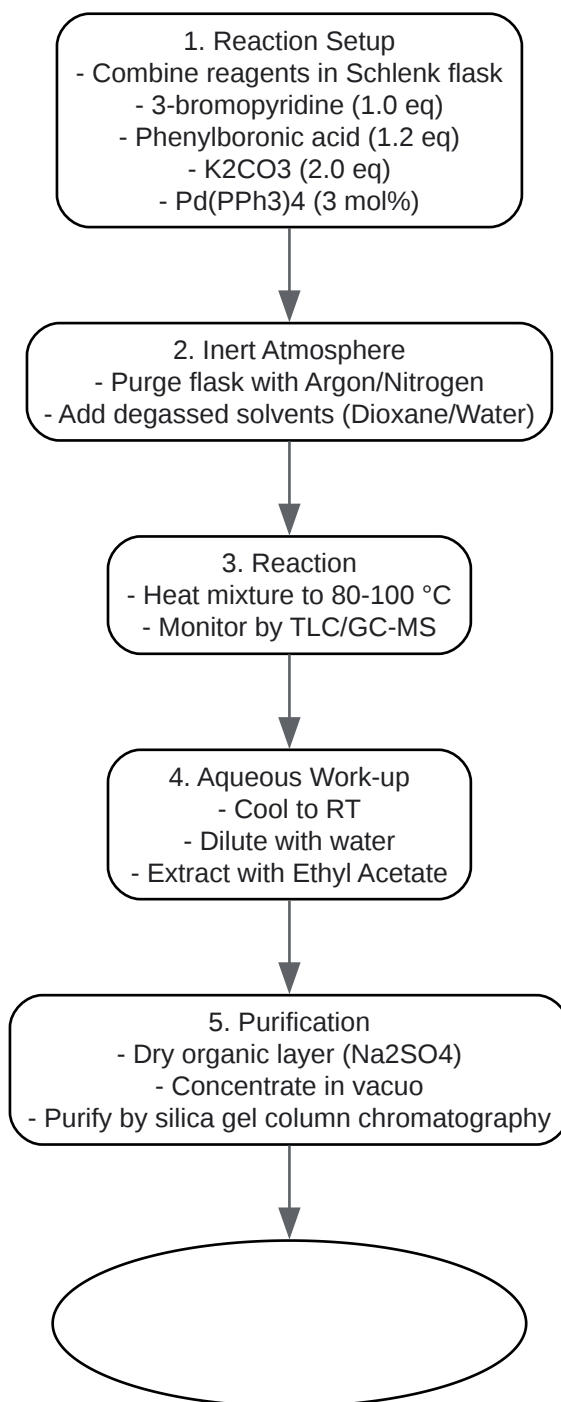 1. Reaction Setup
- Combine reagents in Schlenk flask
- 3-bromopyridine (1.0 eq)
- Phenylboronic acid (1.2 eq)
- K2CO3 (2.0 eq)
- Pd(PPh3)4 (3 mol%)
2. Inert Atmosphere
- Purge flask with Argon/Nitrogen
- Add degassed solvents (Dioxane/Water)
3. Reaction
- Heat mixture to 80-100 °C
- Monitor by TLC/GC-MS
4. Aqueous Work-up
- Cool to RT
- Dilute with water
- Extract with Ethyl Acetate
5. Purification
- Dry organic layer (Na2SO4)
- Concentrate in vacuo
- Purify by silica gel column chromatography